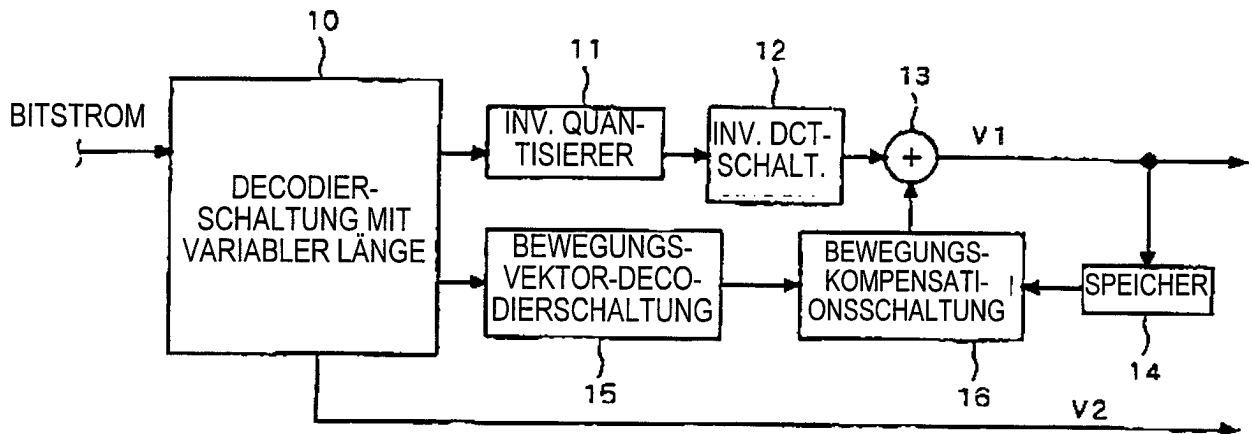 10
11
12
13
BITSTROM
V1
INV. QUAN-
TISIERER
INV. DCT-
SCHALT.
+
DECODIER-
SCHALTUNG MIT
VARIABLER LÄNGE
BEWEGUNGS-
VEKTOR-DECO-
DIERSCHALTUNG
BEWEGUNGS-
KOMPENSATI-
ONSSCHALTUNG
SPEICHER
15
16
14
V2